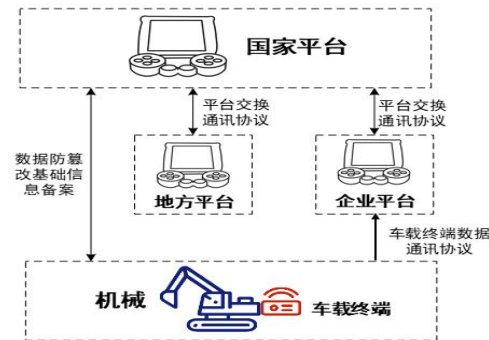 国家平台
平台交换
通讯协议
平台交换
通讯协议
数据防篡
改基础信
息备案
地方平台
企业平台
车载终端数据
通讯协议
机械
车载终端